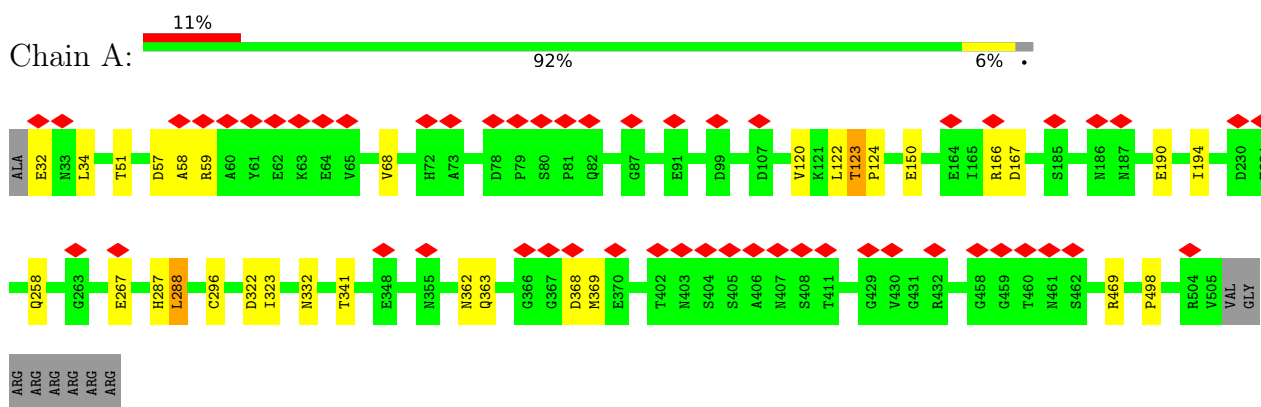 11%
Chain A:
92% 6% •
ALA E32 N33 L34 T51 D57 A58 R59 A60 Y61 E62 K63 E64 V65 V68 H72 A73 D78 P79 S80 P81 Q82 G87 E91 D99 D107 V120 K121 L122 T123 P124 E150 E164 I165 R166 D167 S185 N186 N187 E190 I194 D230
Q258 G263 E267 H287 L288 C296 D322 I323 N332 T341 E348 N355 N362 Q363 G366 G367 D368 M369 E370 T402 N403 S404 S405 A406 N407 S408 T411 G429 V430 G431 R432 G458 G459 T460 N461 S462 R469 P498 R504 V505 VAL GLY
ARG ARG ARG ARG ARG ARG